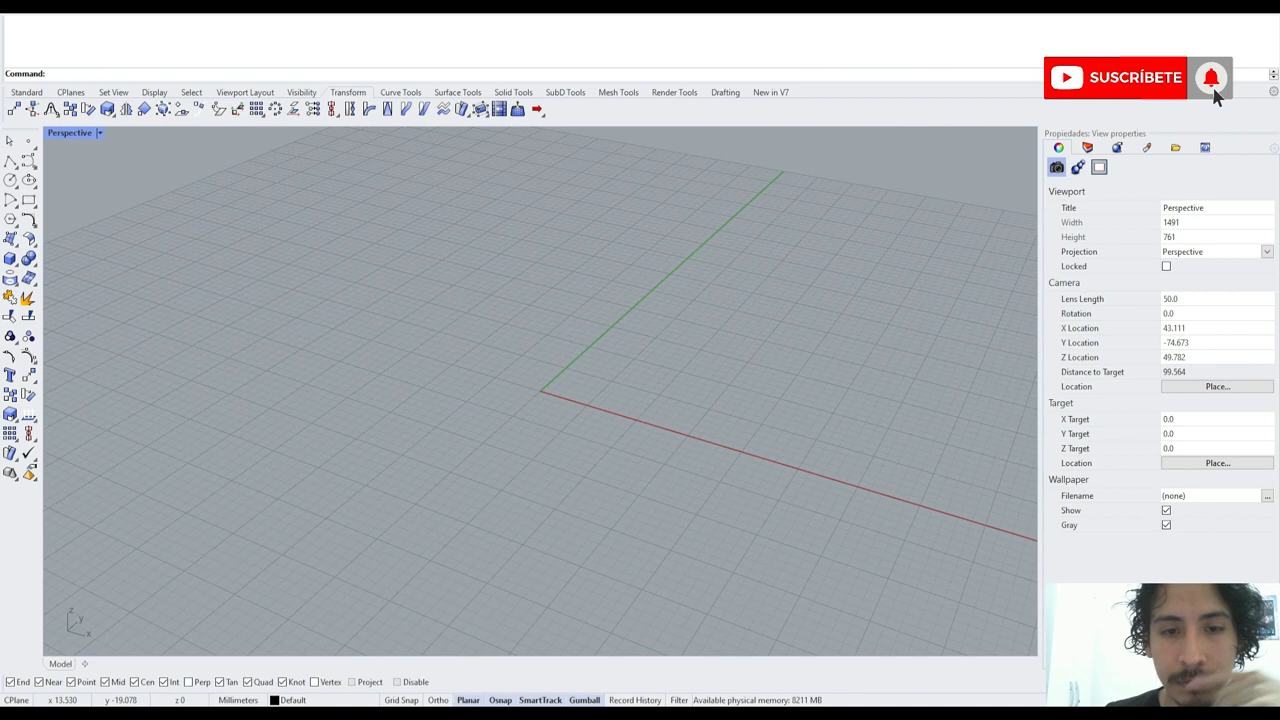 Command:
SUSCRÍBETE
Standard CPlanes Set View Display Select Viewport Layout Visibility Transform Curve Tools Surface Tools Solid Tools SubD Tools Mesh Tools Render Tools Drafting New in V7
Perspective
Propiedades: View properties
Viewport
Title Perspective
Width 1491
Height 761
Projection Perspective
Locked
Camera
Lens Length 50.0
Rotation 0.0
X Location 43.111
Y Location -74.673
Z Location 49.782
Distance to Target 99.564
Location Place...
Target
X Target 0.0
Y Target 0.0
Z Target 0.0
Location Place...
Wallpaper
Filename (none) ...
Show
Gray
z
y
x
Model
End Near Point Mid Cen Int Perp Tan Quad Knot Vertex Project Disable
CPlane x 13.530 y -19.078 z 0 Millimeters Default Grid Snap Ortho Planar Osnap SmartTrack Gumball Record History Filter Available physical memory: 8211 MB